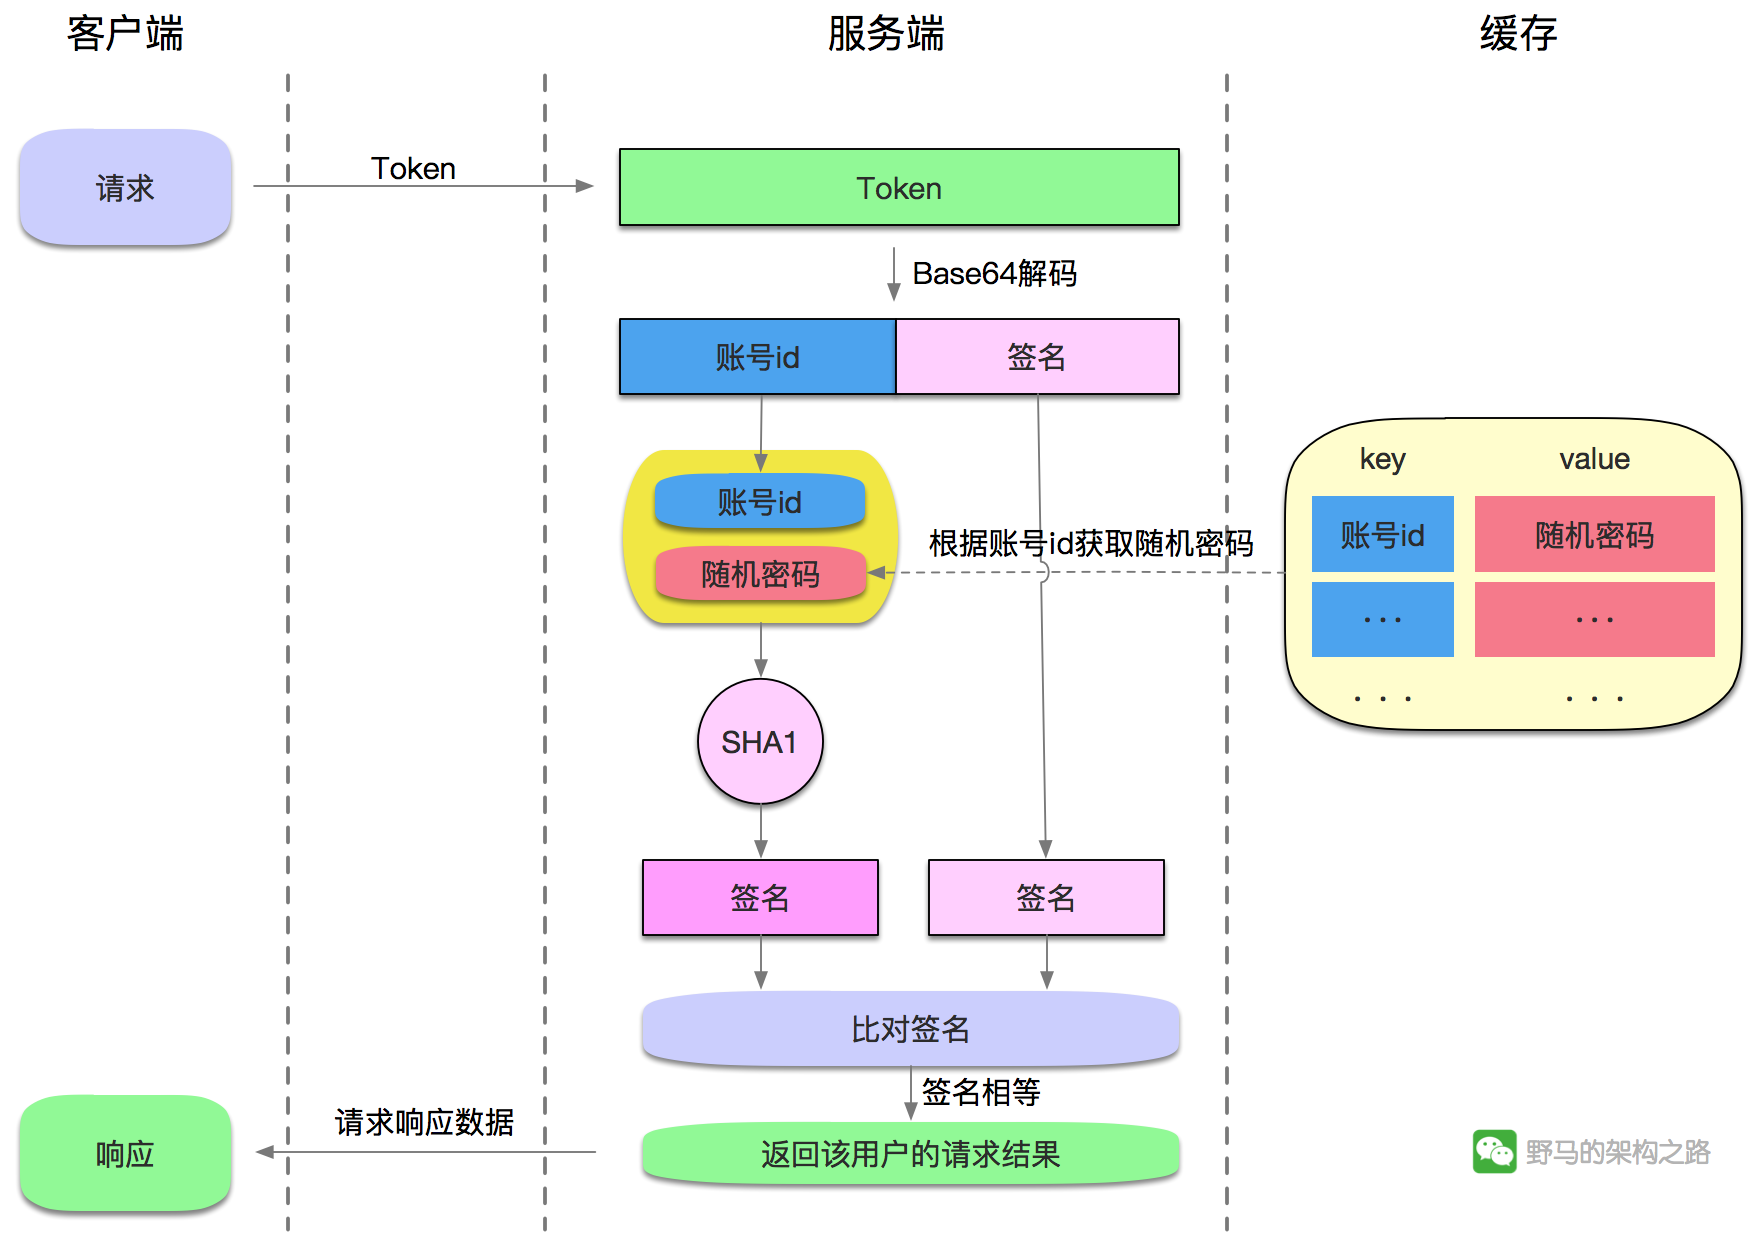 客户端
服务端
缓存
请求
Token
Token
Base64解码
账号id
签名
账号id
随机密码
根据账号id获取随机密码
key
value
账号id
随机密码
...
...
. . .
. . .
SHA1
签名
签名
比对签名
签名相等
返回该用户的请求结果
请求响应数据
响应
野马的架构之路